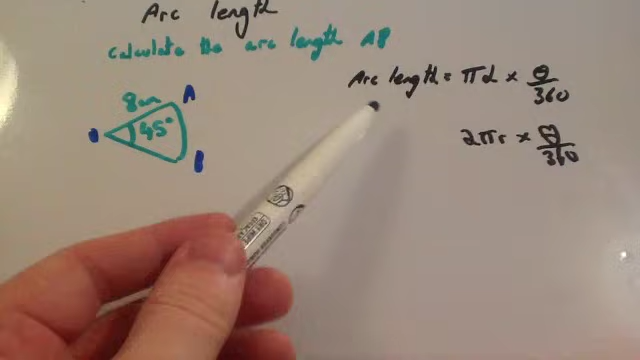 Arc length
Calculate the arc length AB
Arc length = πd × θ/360
8cm
A
O
45°
B
2πr × θ/360